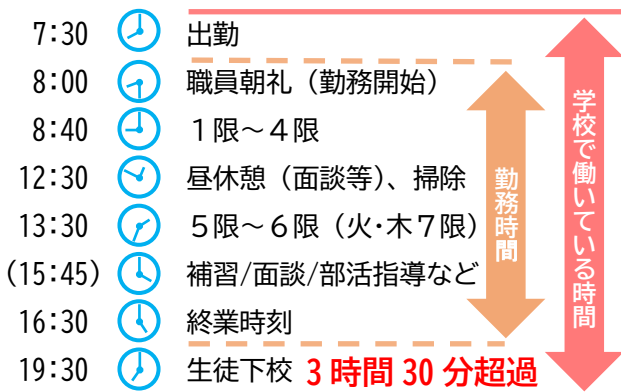 7:30 出勤
8:00 職員朝礼（勤務開始）
8:40 １限～４限
12:30 昼休憩（面談等）、掃除
13:30 ５限～６限（火・木７限）
(15:45) 補習/面談/部活指導など
16:30 終業時刻
19:30 生徒下校 3時間30分超過
勤務時間
学校で働いている時間